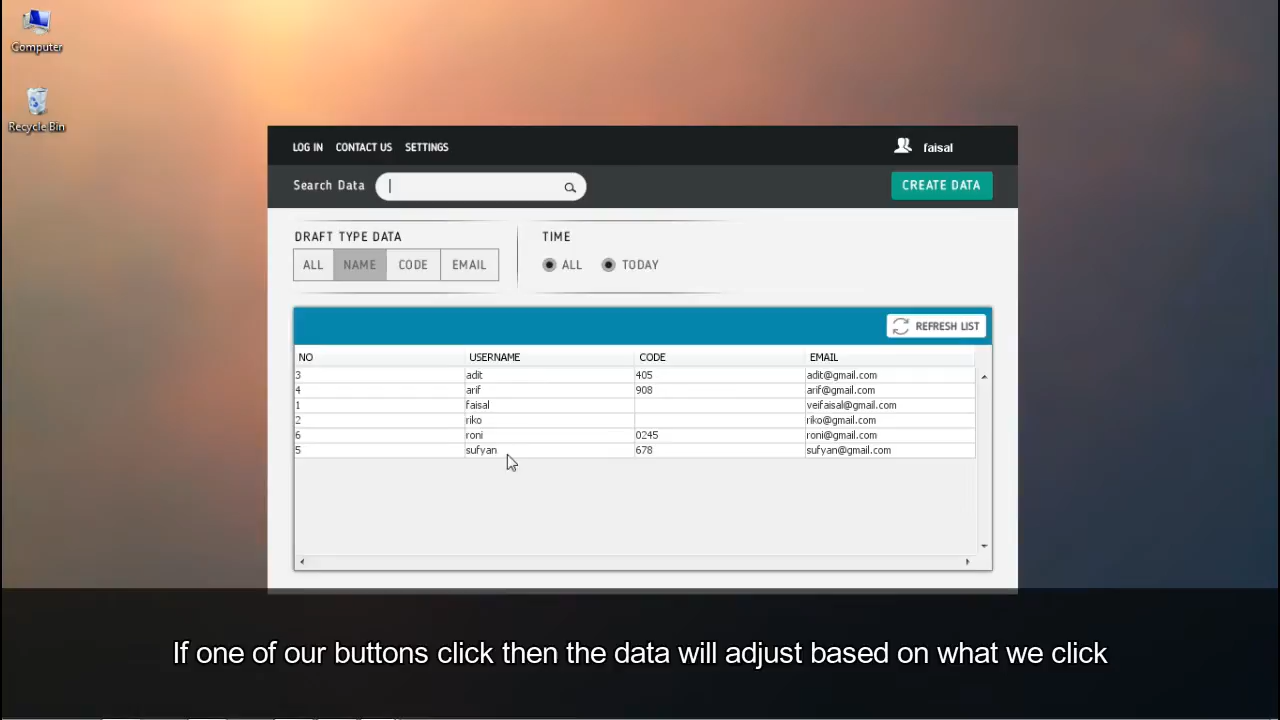 Computer
Recycle Bin
LOG IN CONTACT US SETTINGS faisal
Search Data CREATE DATA
DRAFT TYPE DATA TIME
ALL NAME CODE EMAIL ALL TODAY
REFRESH LIST
NO USERNAME CODE EMAIL
3 adit 405 adit@gmail.com
4 arif 908 arif@gmail.com
1 faisal veifaisal@gmail.com
2 riko riko@gmail.com
6 roni 0245 roni@gmail.com
5 sufyan 678 sufyan@gmail.com
If one of our buttons click then the data will adjust based on what we click